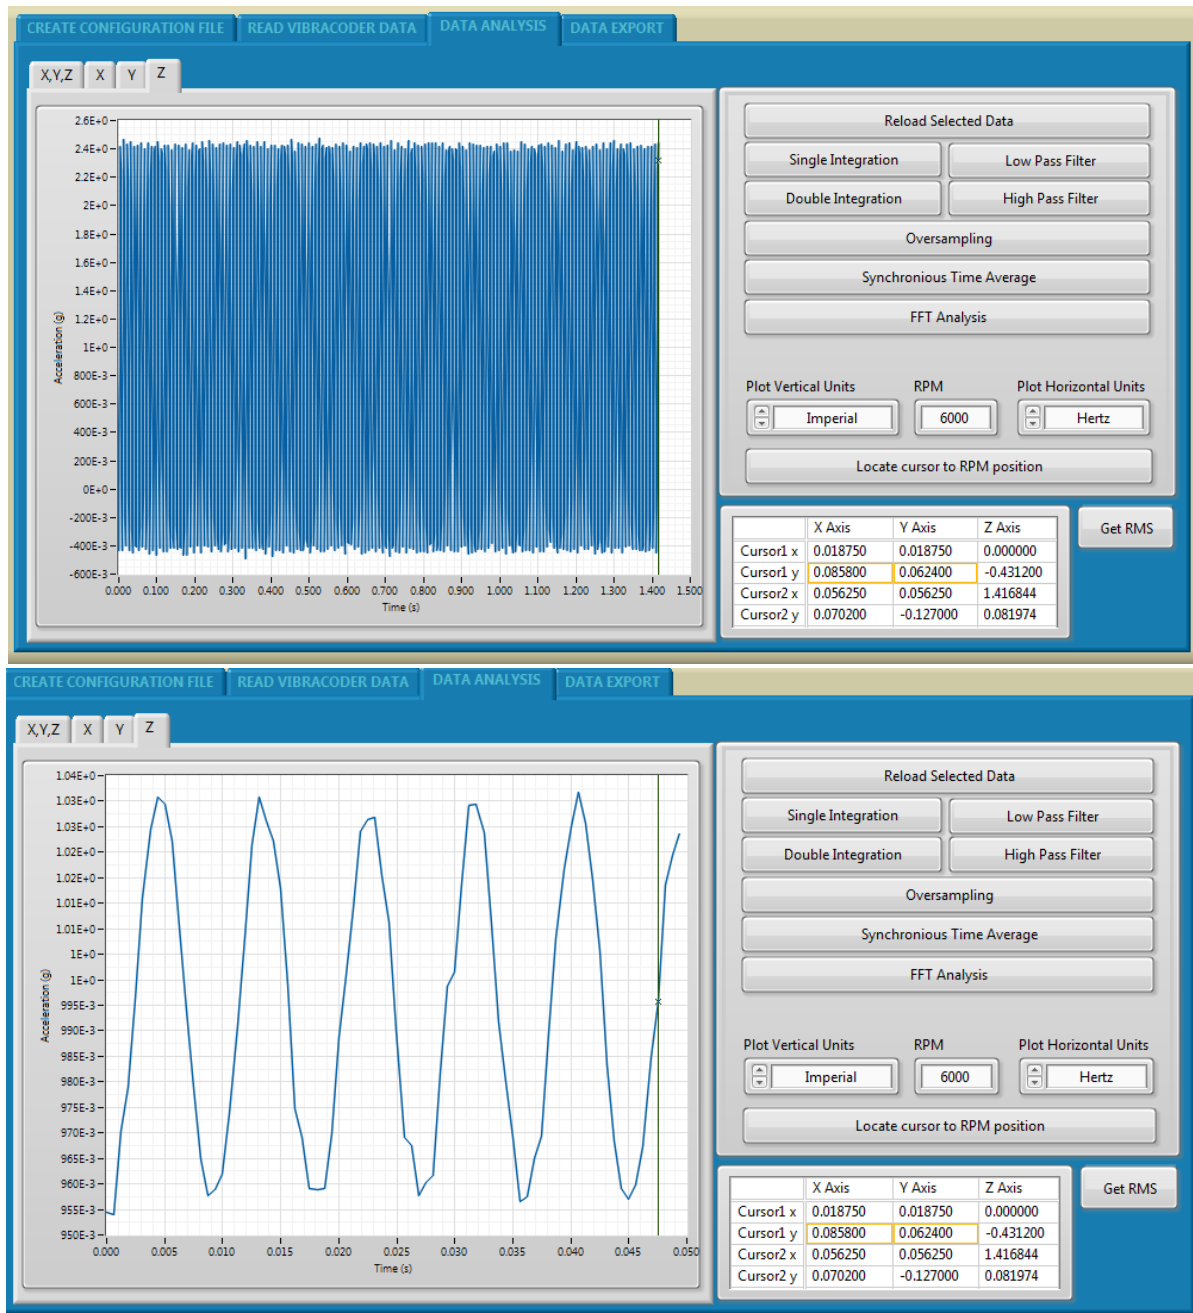 CREATE CONFIGURATION FILE READ VIBRACODER DATA DATA ANALYSIS DATA EXPORT
X,Y,Z X Y Z
2.6E+0
2.4E+0
2.2E+0
2E+0
1.8E+0
1.6E+0
1.4E+0
1.2E+0
1E+0
800E-3
600E-3
400E-3
200E-3
0E+0
-200E-3
-400E-3
-600E-3
Acceleration (g)
0.000 0.100 0.200 0.300 0.400 0.500 0.600 0.700 0.800 0.900 1.000 1.100 1.200 1.300 1.400 1.500
Time (s)
Reload Selected Data
Single Integration Low Pass Filter
Double Integration High Pass Filter
Oversampling
Synchronious Time Average
FFT Analysis
Plot Vertical Units RPM Plot Horizontal Units
Imperial 6000 Hertz
Locate cursor to RPM position
X Axis Y Axis Z Axis
Cursor1 x 0.018750 0.018750 0.000000
Cursor1 y 0.085800 0.062400 -0.431200
Cursor2 x 0.056250 0.056250 1.416844
Cursor2 y 0.070200 -0.127000 0.081974
Get RMS
CREATE CONFIGURATION FILE READ VIBRACODER DATA DATA ANALYSIS DATA EXPORT
X,Y,Z X Y Z
1.04E+0
1.03E+0
1.03E+0
1.02E+0
1.02E+0
1.01E+0
1.01E+0
1E+0
1E+0
995E-3
990E-3
985E-3
980E-3
975E-3
970E-3
965E-3
960E-3
955E-3
950E-3
Acceleration (g)
0.000 0.005 0.010 0.015 0.020 0.025 0.030 0.035 0.040 0.045 0.050
Time (s)
Reload Selected Data
Single Integration Low Pass Filter
Double Integration High Pass Filter
Oversampling
Synchronious Time Average
FFT Analysis
Plot Vertical Units RPM Plot Horizontal Units
Imperial 6000 Hertz
Locate cursor to RPM position
X Axis Y Axis Z Axis
Cursor1 x 0.018750 0.018750 0.000000
Cursor1 y 0.085800 0.062400 -0.431200
Cursor2 x 0.056250 0.056250 1.416844
Cursor2 y 0.070200 -0.127000 0.081974
Get RMS